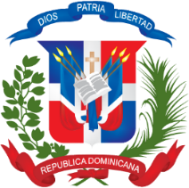 DIOS PATRIA LIBERTAD
REPUBLICA DOMINICANA